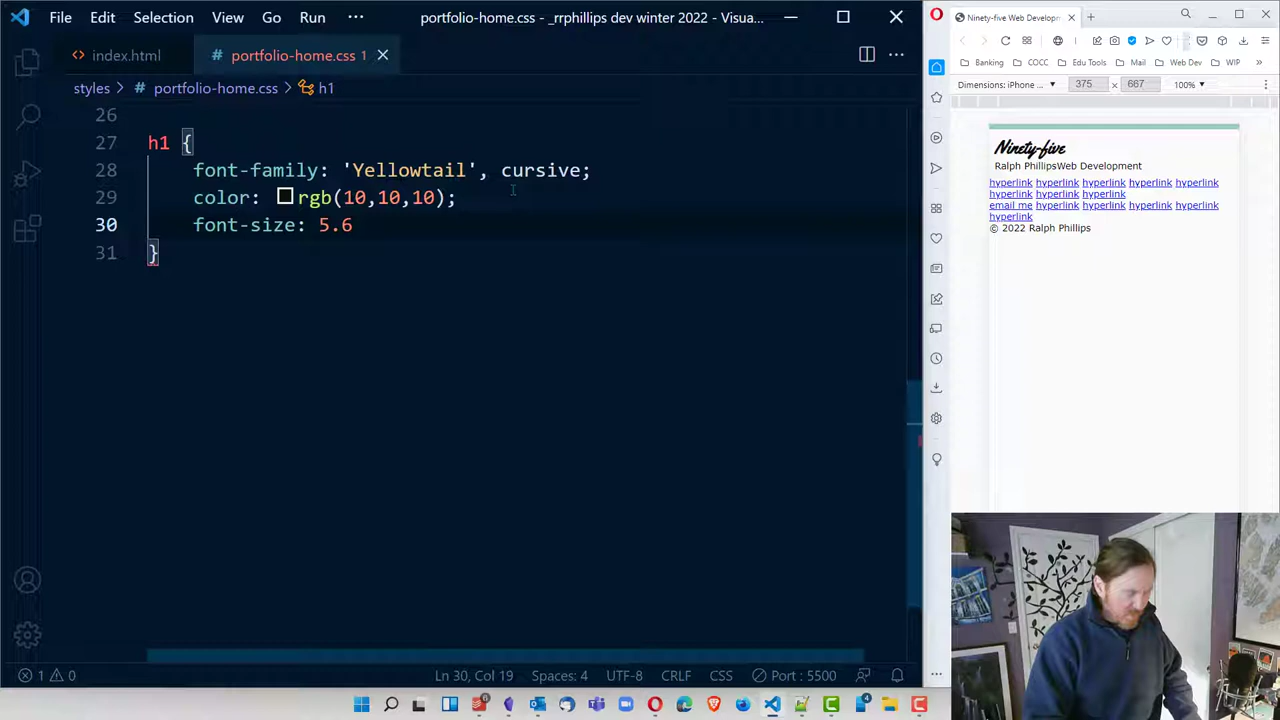 File Edit Selection View Go Run ··· portfolio-home.css - _rrphillips dev winter 2022 - Visua...
index.html
# portfolio-home.css 1
styles > # portfolio-home.css > h1
26
27 h1 {
28 font-family: 'Yellowtail', cursive;
29 color: rgb(10,10,10);
30 font-size: 5.6
31 }
1 0 Ln 30, Col 19 Spaces: 4 UTF-8 CRLF CSS Port : 5500
Ninety-five Web Developm
Banking COCC Edu Tools Mail Web Dev WIP »
Dimensions: iPhone ... 375 x 667 100%
Ninety-five
Ralph PhillipsWeb Development
hyperlink hyperlink hyperlink hyperlink hyperlink
hyperlink hyperlink hyperlink
email me hyperlink hyperlink hyperlink hyperlink
hyperlink
© 2022 Ralph Phillips